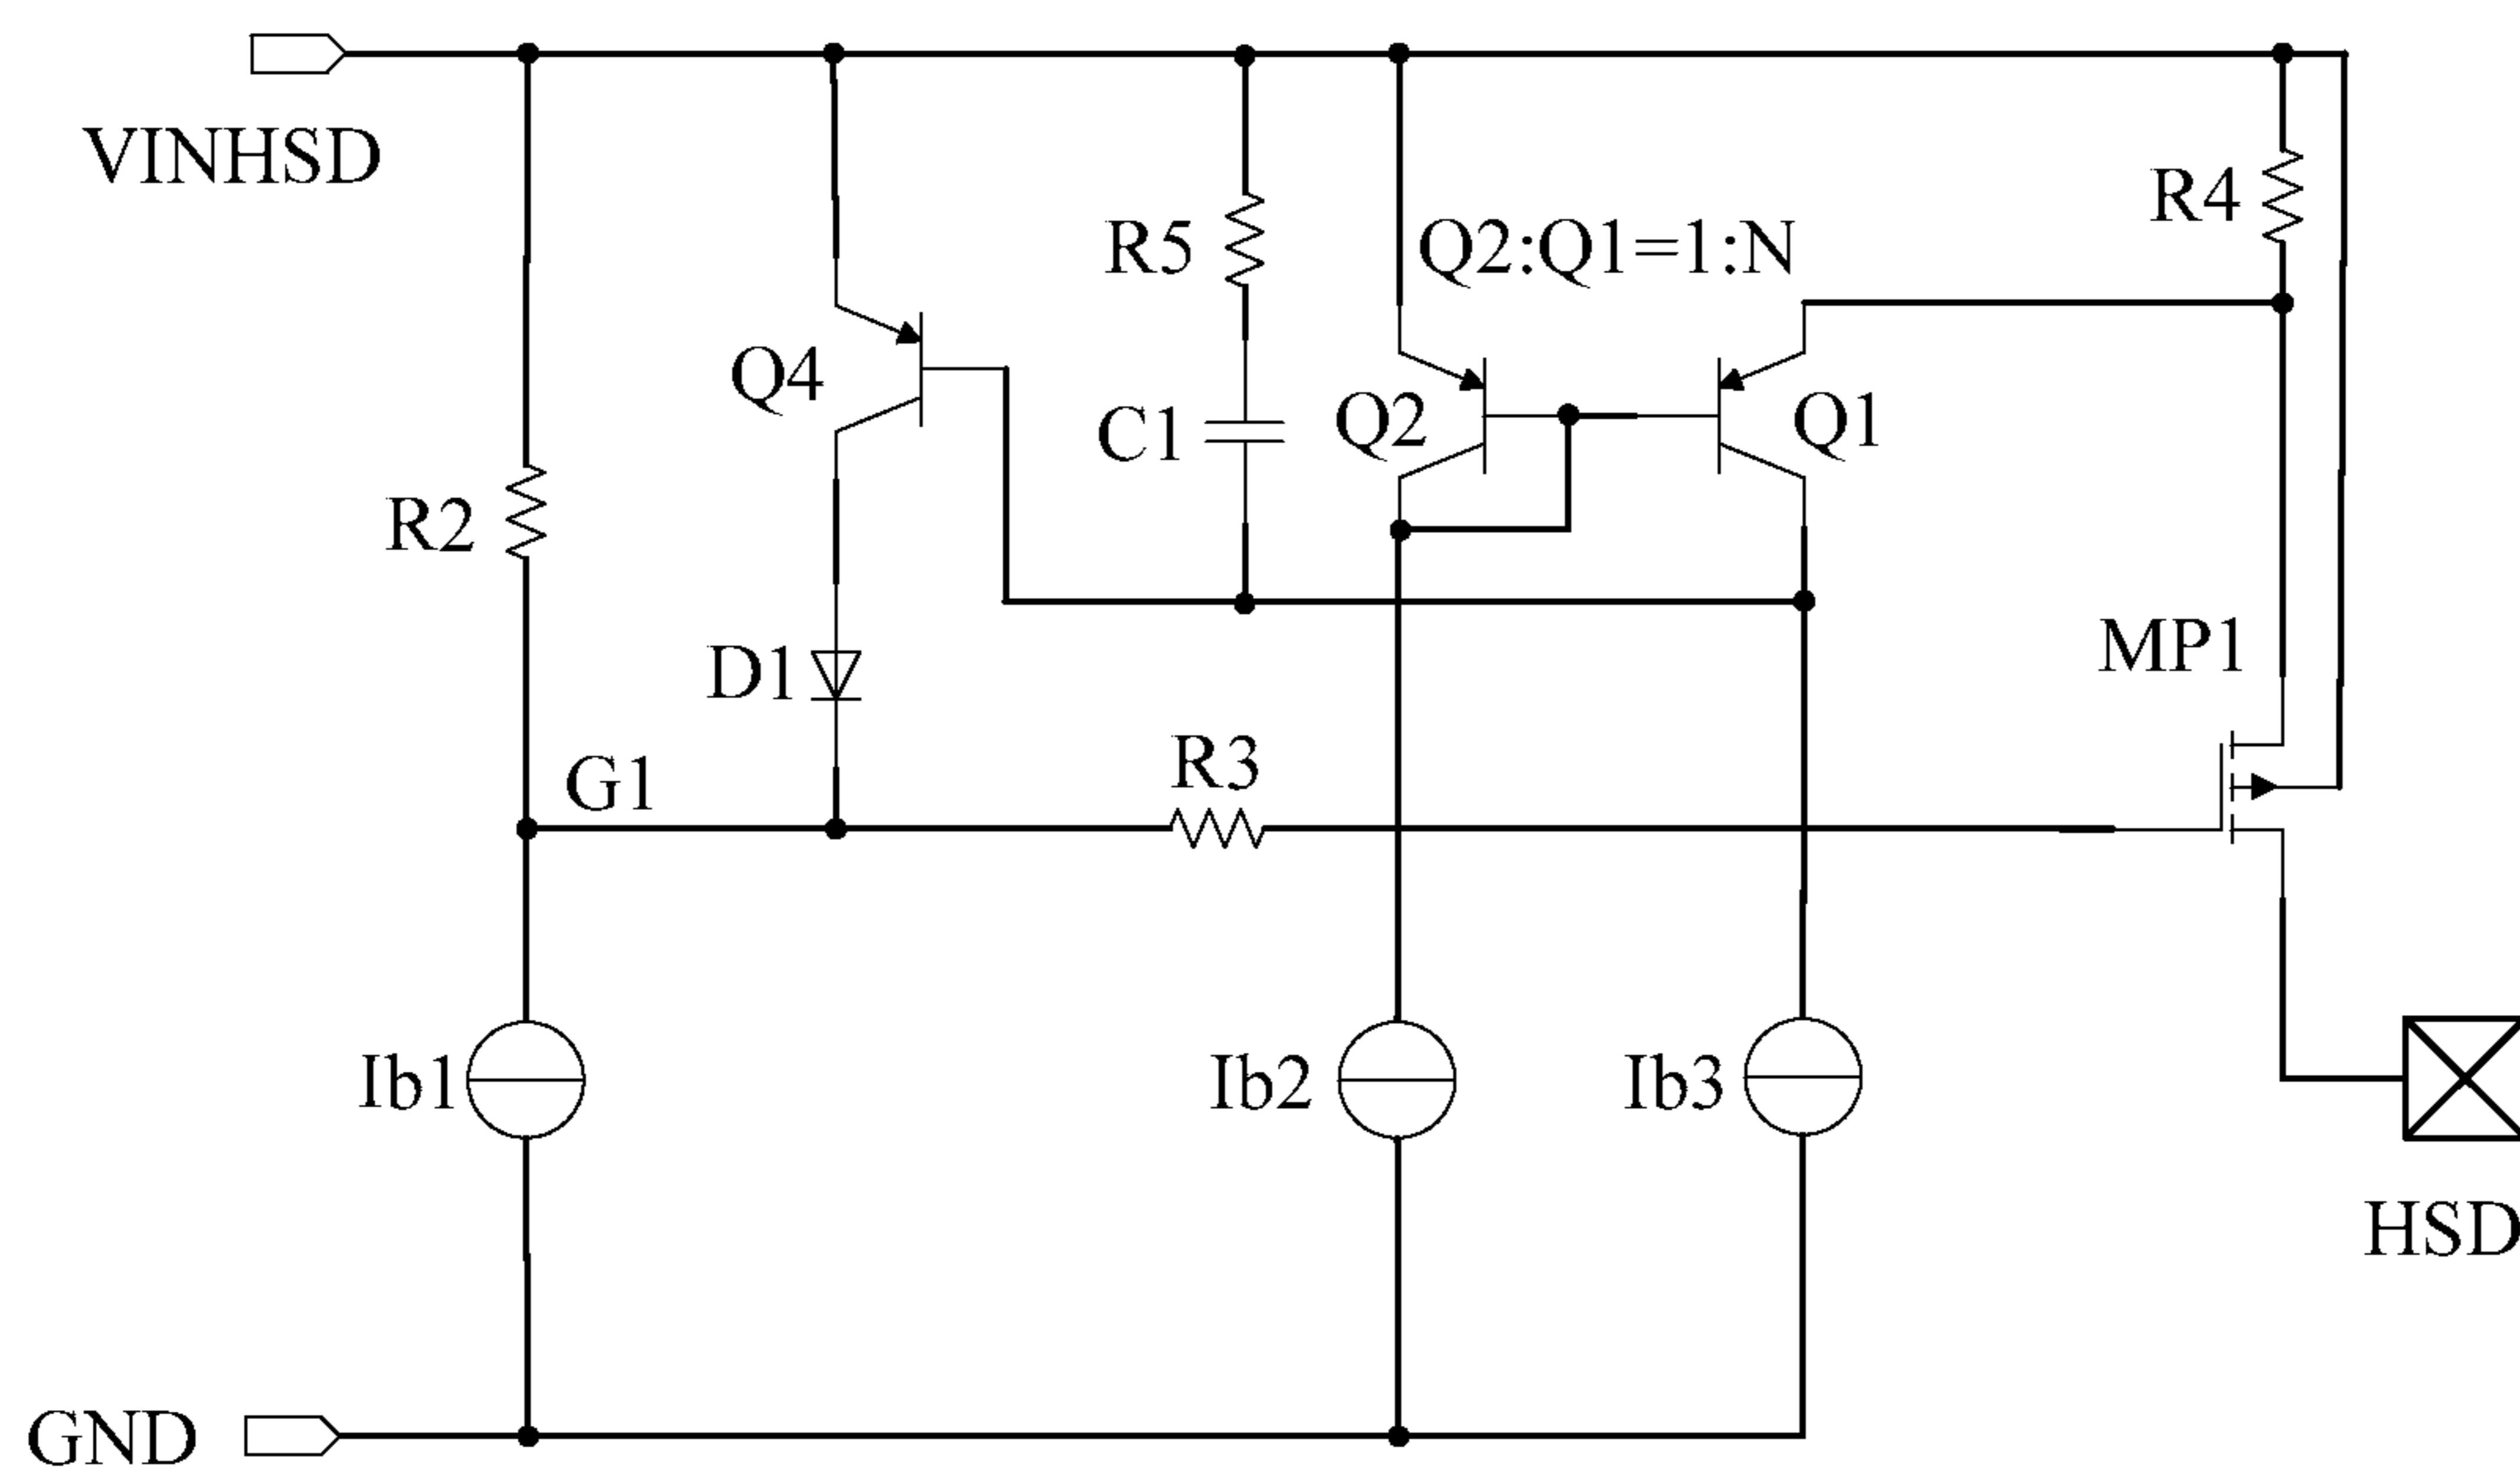 VINHSD
R4
R5
Q2:Q1=1:N
Q4
Q2
Q1
C1
R2
MP1
D1
R3
G1
Ib1
Ib2
Ib3
HSD
GND